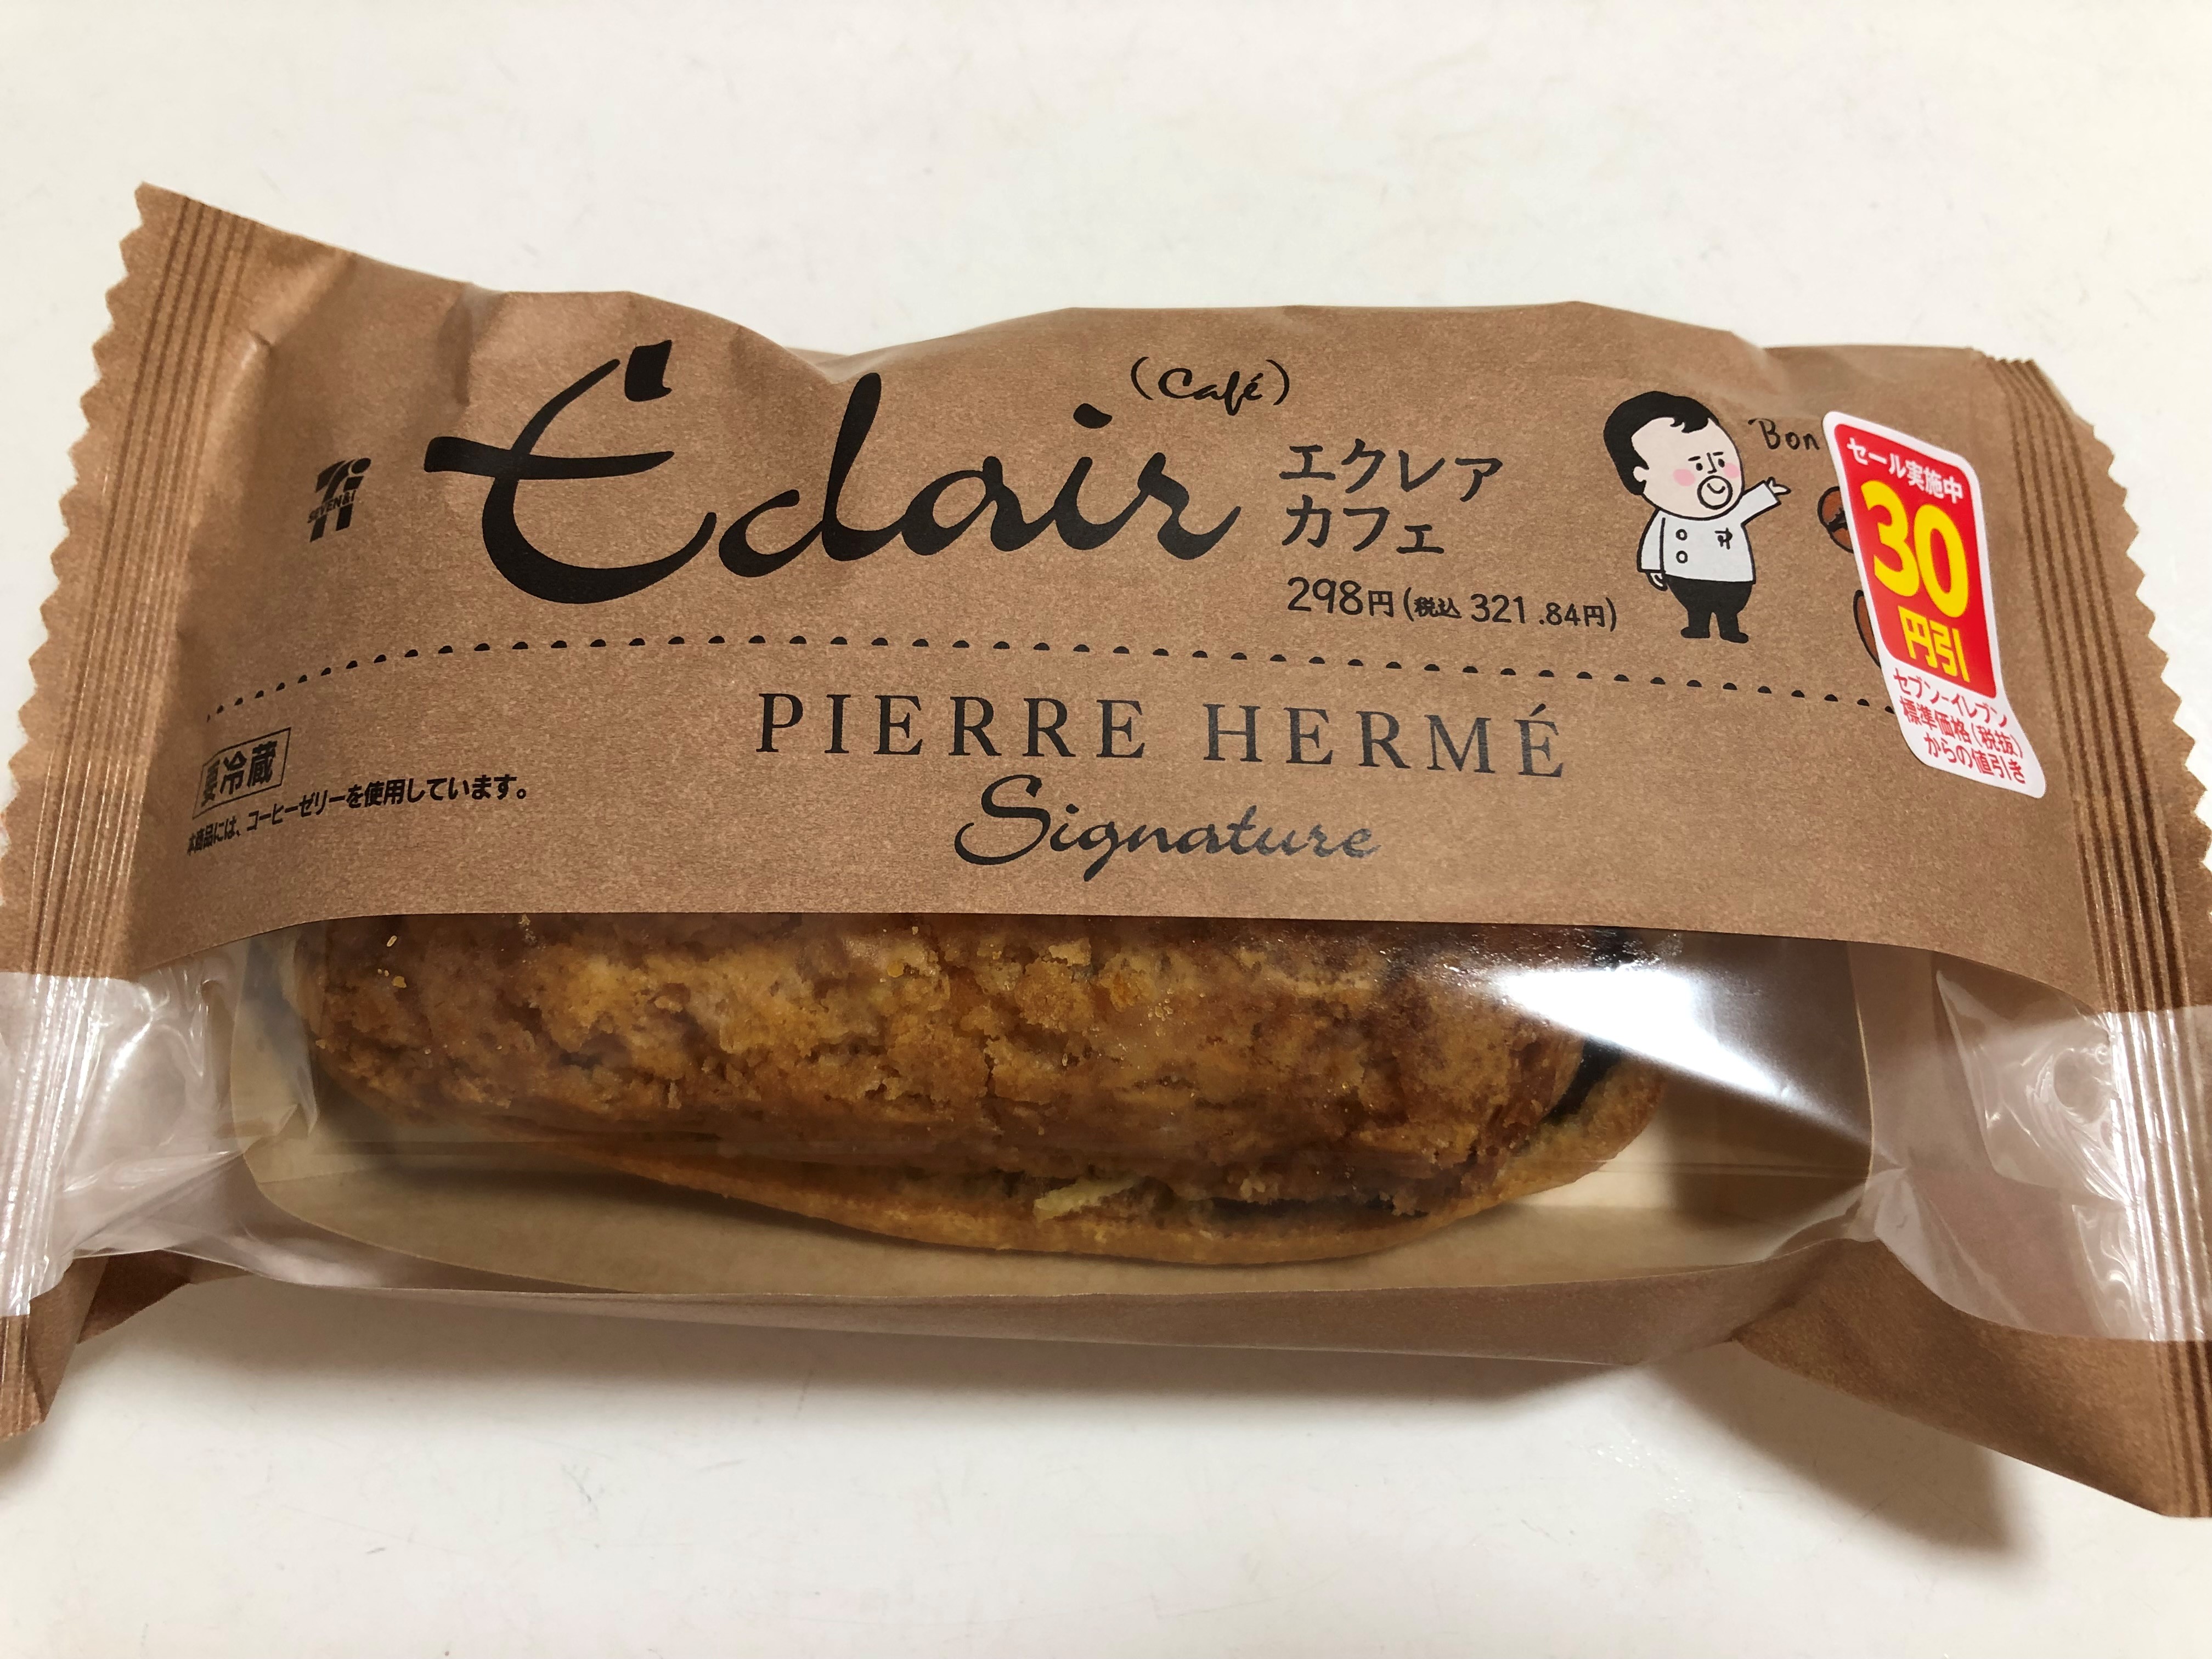 SEVEN&i
(Café)
Eclair
エクレア
カフェ
298円(税込 321.84円)
Bon
セール実施中
30
円引
セブン-イレブン
標準価格(税抜)
からの値引き
PIERRE HERMÉ
Signature
要冷蔵
本商品には、コーヒーゼリーを使用しています。